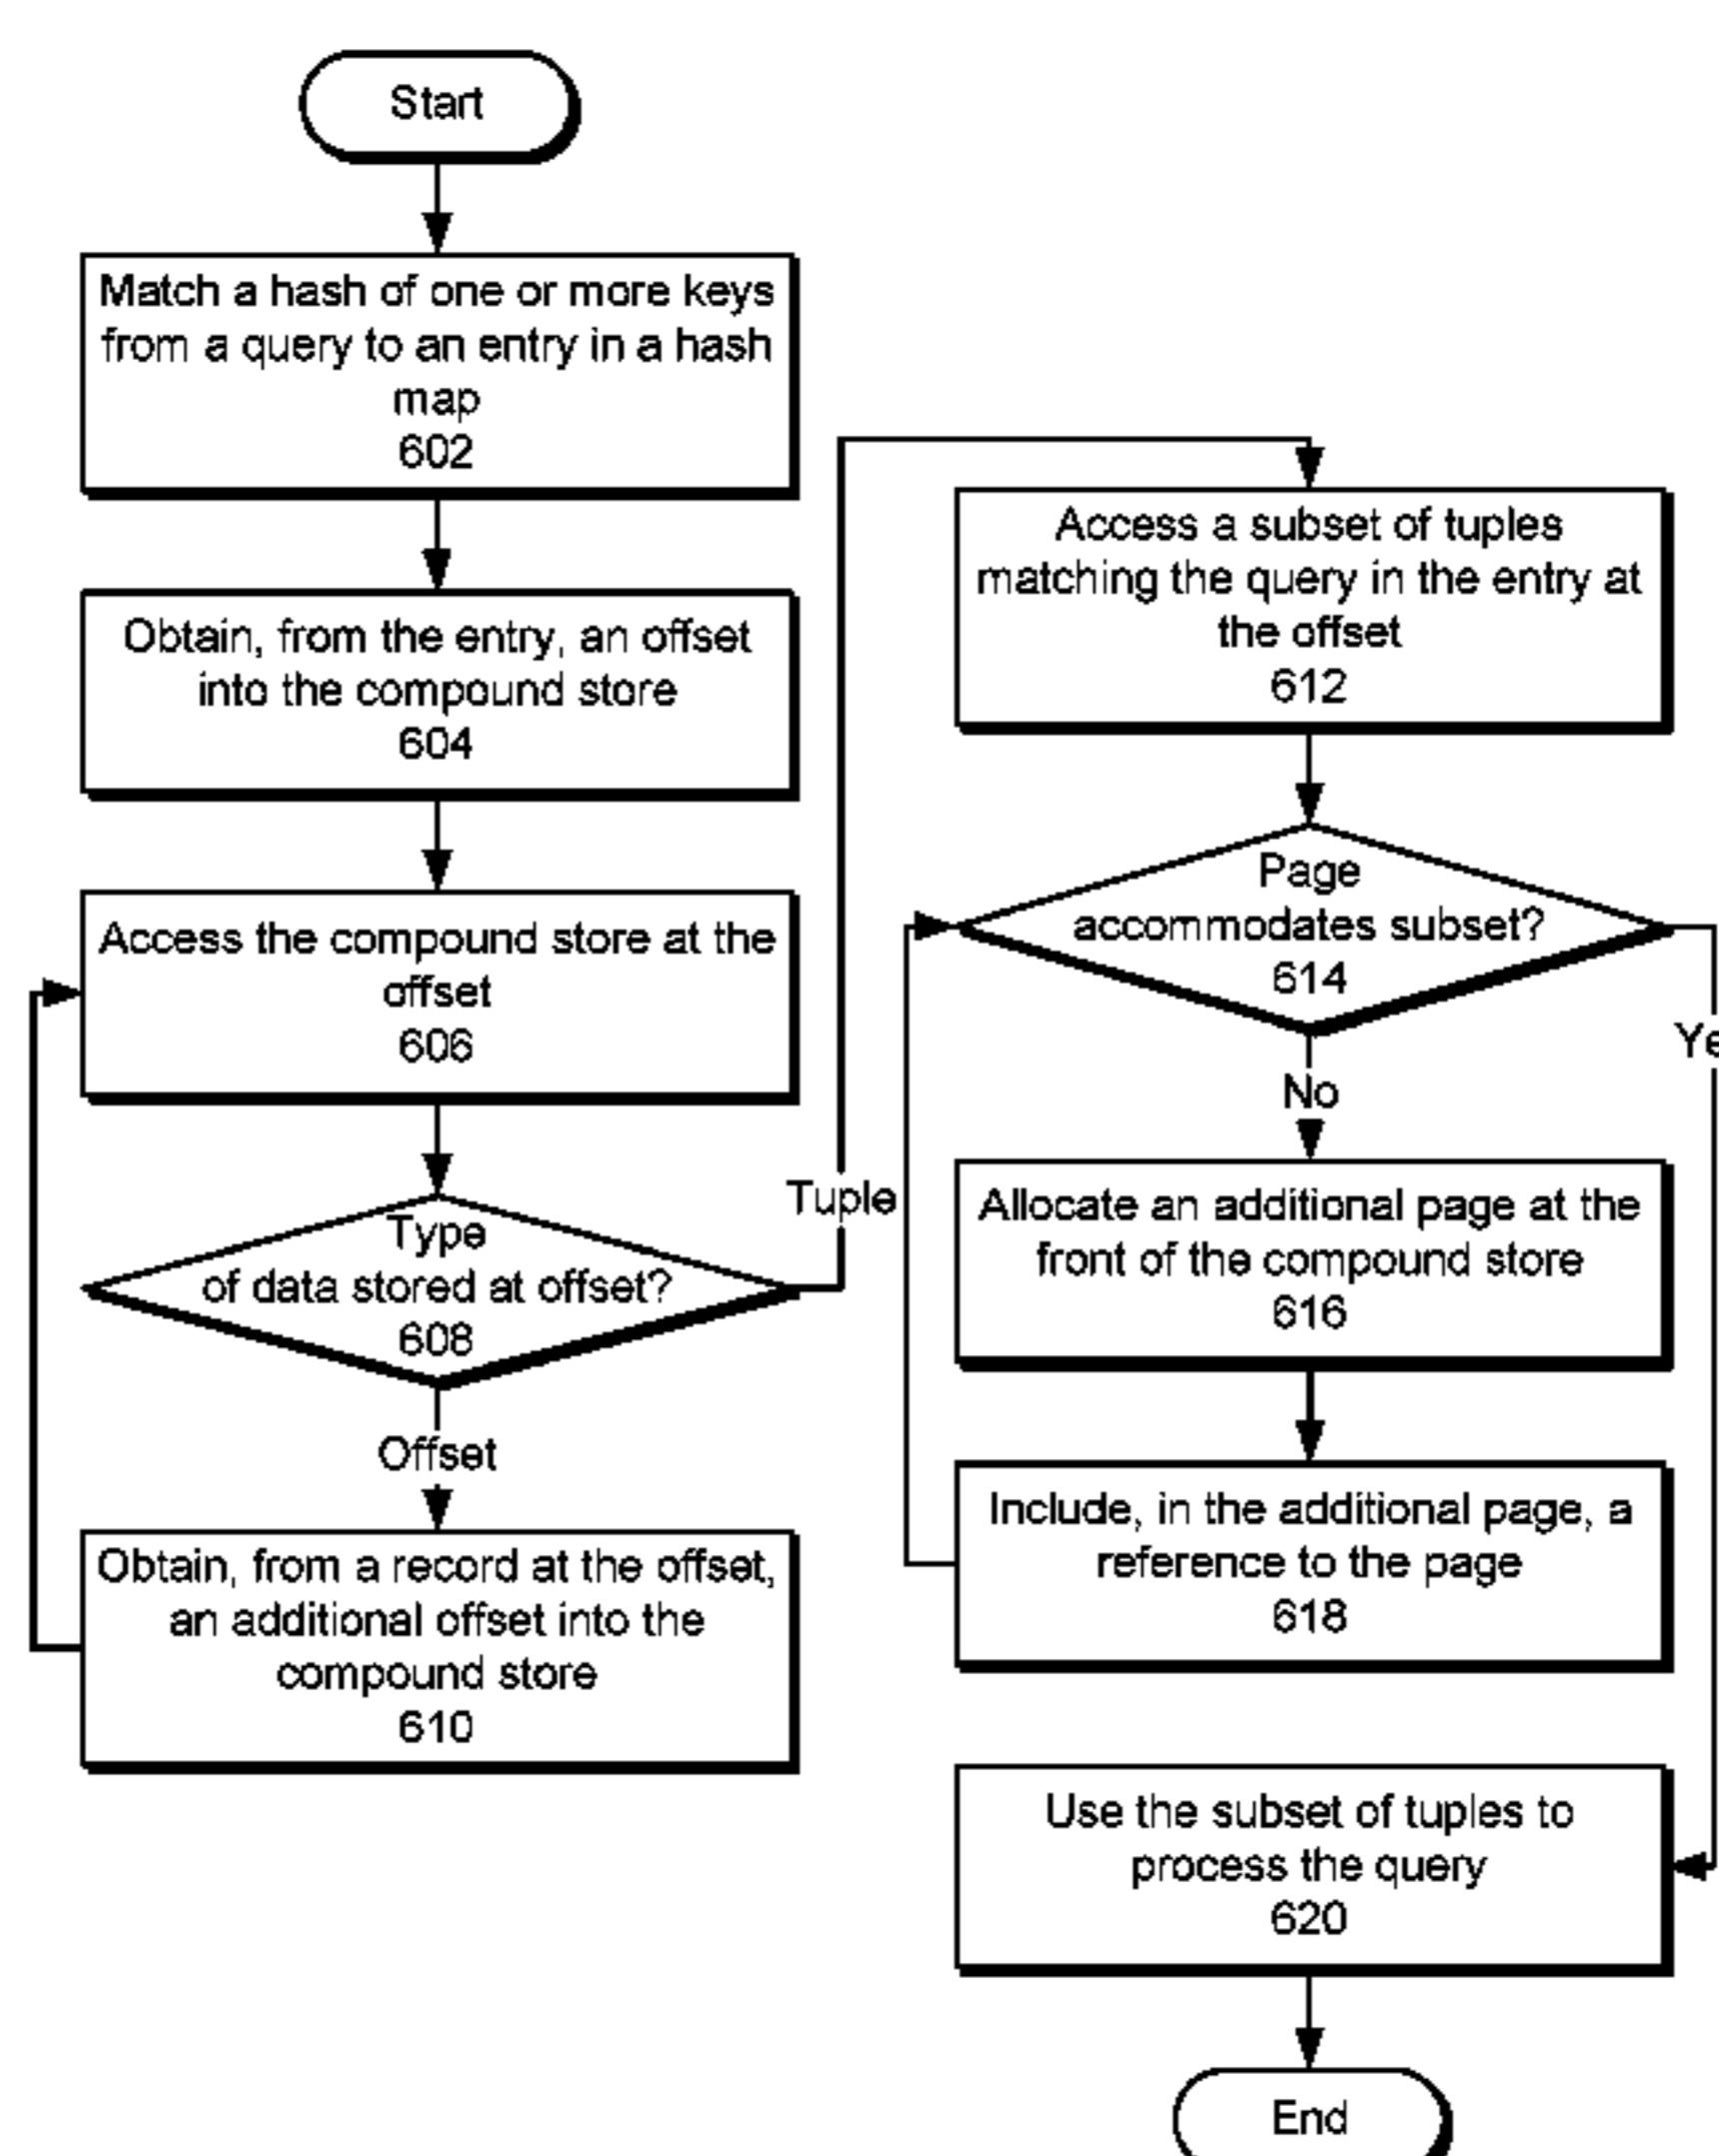 Start
Match a hash of one or more keys
from a query to an entry in a hash
map
602
Obtain, from the entry, an offset
into the compound store
604
Access the compound store at the
offset
606
Type
of data stored at offset?
608
Tuple
Offset
Obtain, from a record at the offset,
an additional offset into the
compound store
610
Access a subset of tuples
matching the query in the entry at
the offset
612
Page
accommodates subset?
614
No
Allocate an additional page at the
front of the compound store
616
Include, in the additional page, a
reference to the page
618
Use the subset of tuples to
process the query
620
End